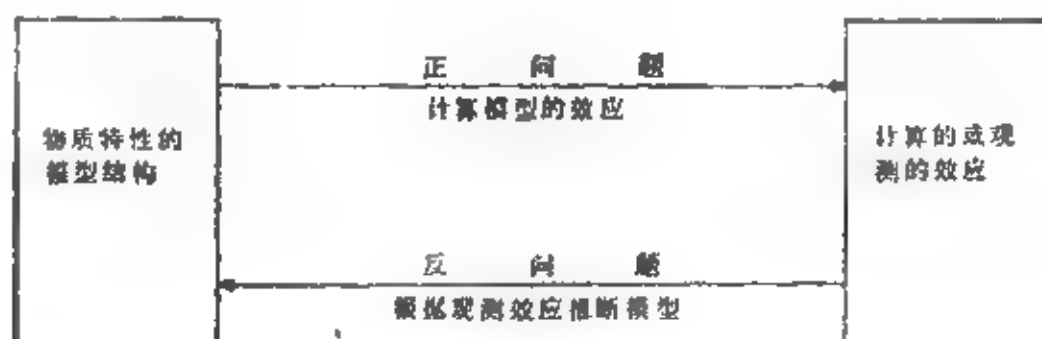 正问题
计算模型的效应
物质特性的
模型结构
计算的或观
测的效应
反问题
根据观测效应推断模型